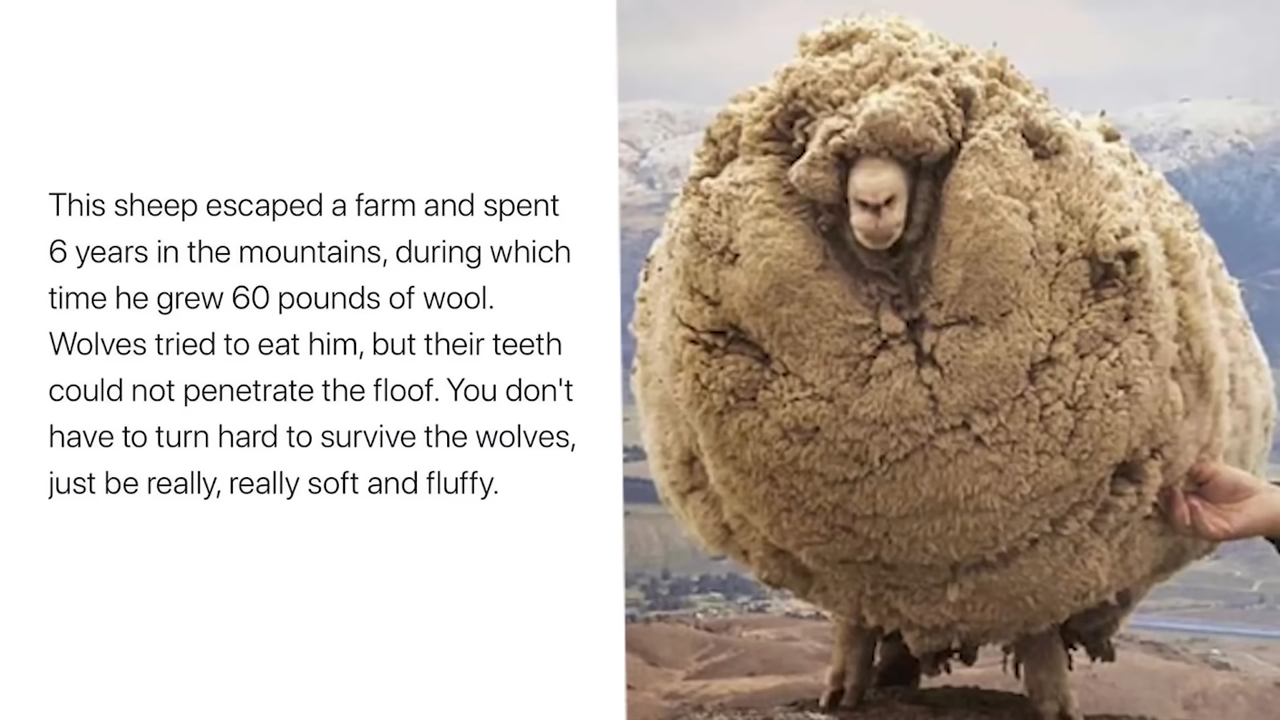 This sheep escaped a farm and spent
6 years in the mountains, during which
time he grew 60 pounds of wool.
Wolves tried to eat him, but their teeth
could not penetrate the floof. You don't
have to turn hard to survive the wolves,
just be really, really soft and fluffy.